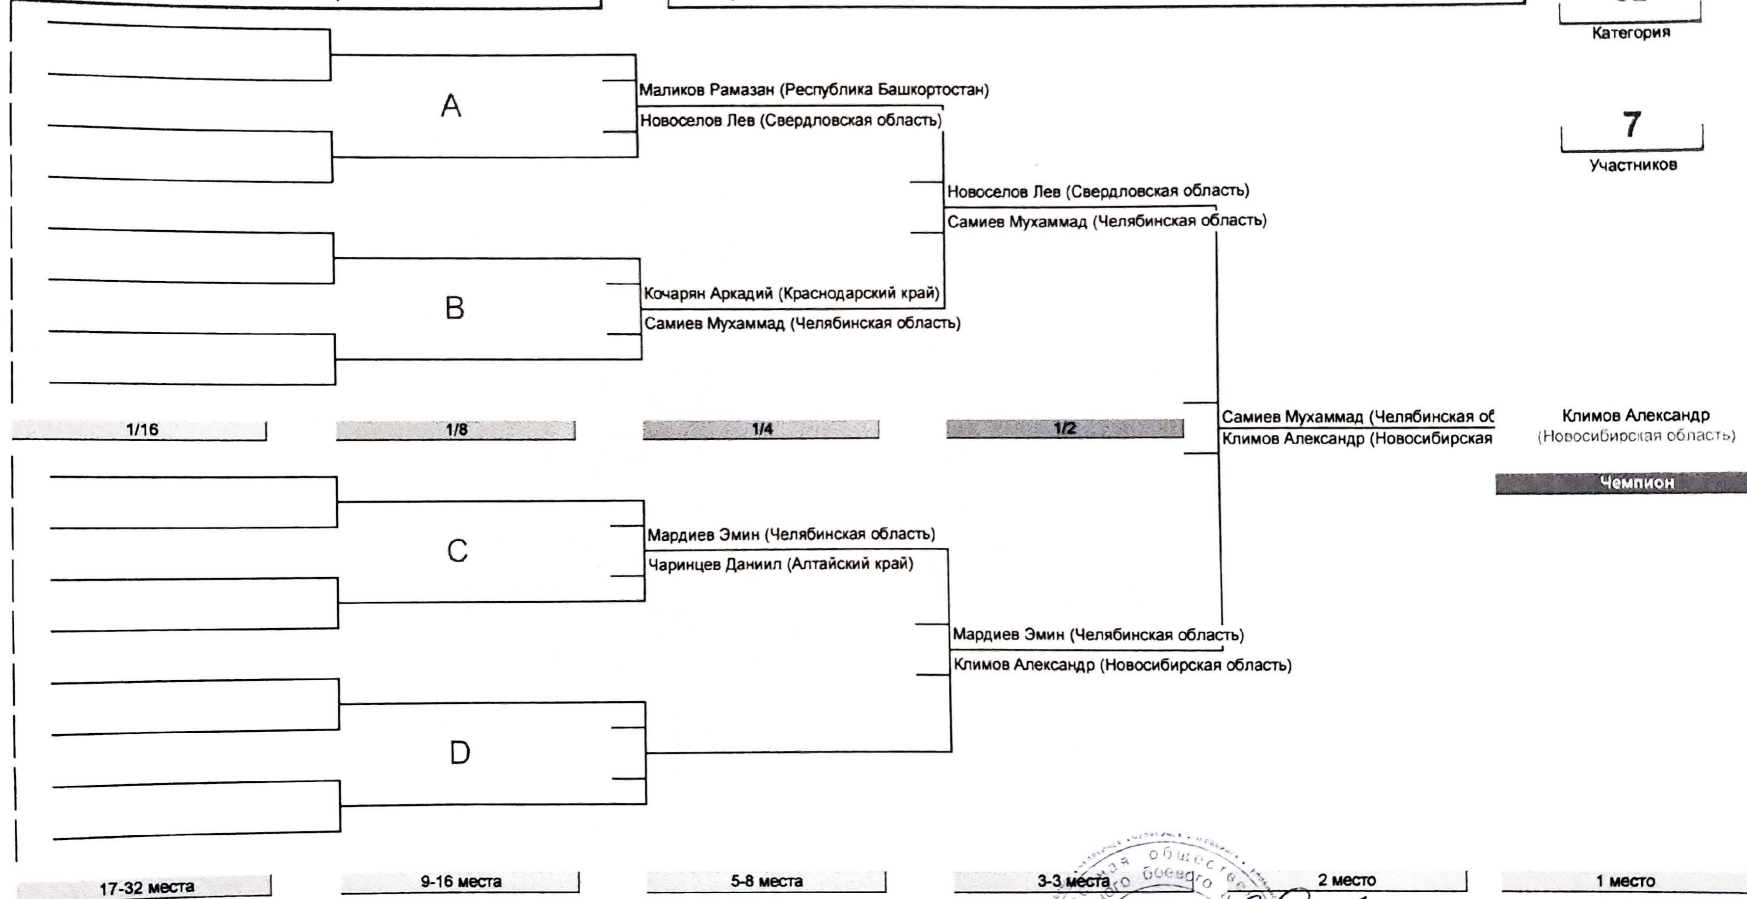 Категория
A
Маликов Рамазан (Республика Башкортостан)
Новоселов Лев (Свердловская область)
7
Участников
Новоселов Лев (Свердловская область)
Самиев Мухаммад (Челябинская область)
B
Кочарян Аркадий (Краснодарский край)
Самиев Мухаммад (Челябинская область)
1/16
1/8
1/4
1/2
Самиев Мухаммад (Челябинская об
Климов Александр (Новосибирская
Климов Александр
(Новосибирская область)
Чемпион
C
Мардиев Эмин (Челябинская область)
Чаринцев Даниил (Алтайский край)
Мардиев Эмин (Челябинская область)
Климов Александр (Новосибирская область)
D
17-32 места
9-16 места
5-8 места
3-3 места
2 место
1 место